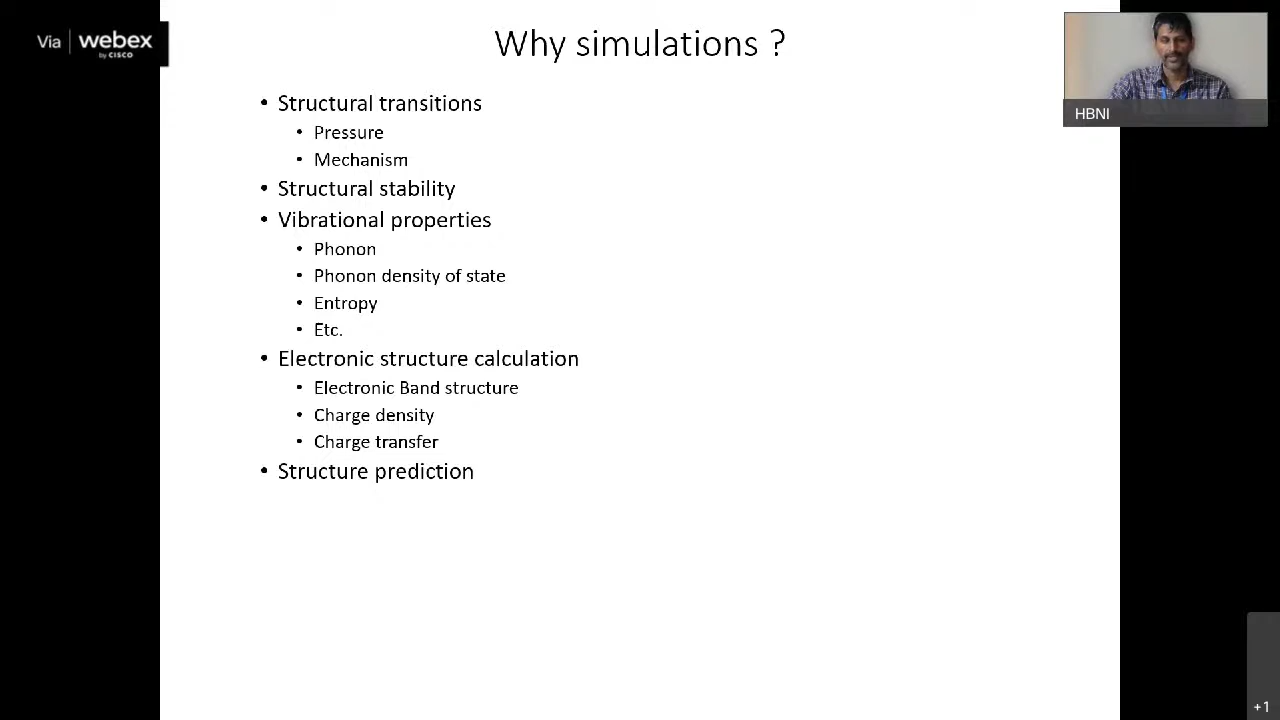 Via webex
by CISCO
Why simulations ?
HBNI
• Structural transitions
• Pressure
• Mechanism
• Structural stability
• Vibrational properties
• Phonon
• Phonon density of state
• Entropy
• Etc.
• Electronic structure calculation
• Electronic Band structure
• Charge density
• Charge transfer
• Structure prediction
+1